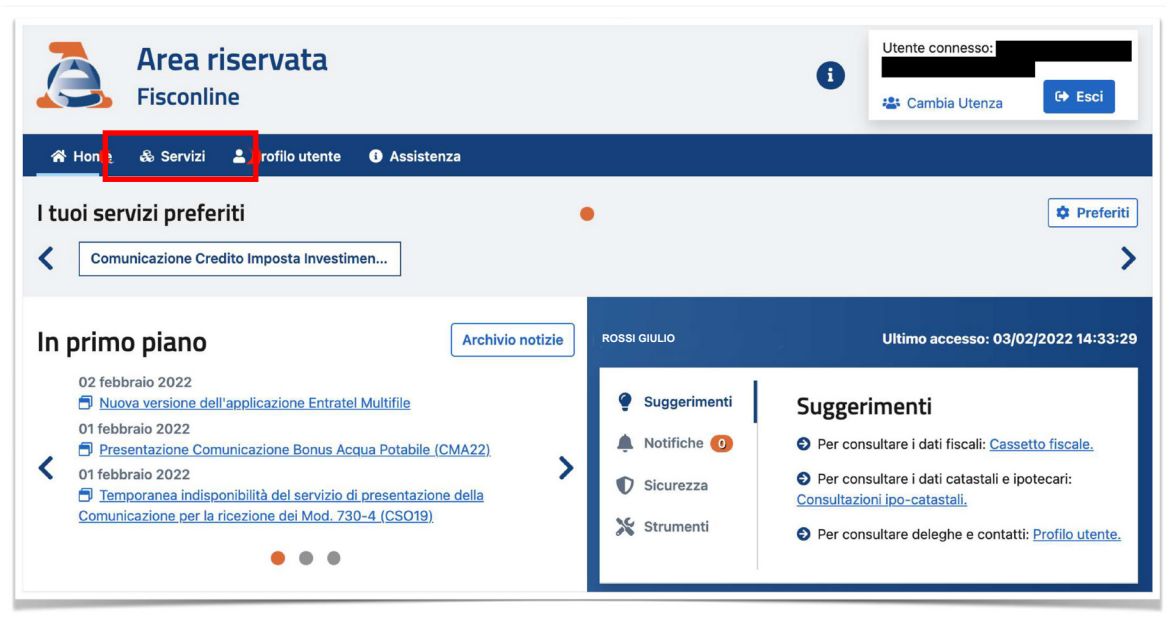 Area riservata
Fisconline
Utente connesso:
Cambia Utenza
Esci
Home
Servizi
Profilo utente
Assistenza
I tuoi servizi preferiti
Preferiti
Comunicazione Credito Imposta Investimen...
In primo piano
Archivio notizie
02 febbraio 2022
Nuova versione dell'applicazione Entratel Multifile
01 febbraio 2022
Presentazione Comunicazione Bonus Acqua Potabile (CMA22)
01 febbraio 2022
Temporanea indisponibilità del servizio di presentazione della
Comunicazione per la ricezione dei Mod. 730-4 (CSO19)
ROSSI GIULIO
Ultimo accesso: 03/02/2022 14:33:29
Suggerimenti
Notifiche 0
Sicurezza
Strumenti
Suggerimenti
Per consultare i dati fiscali: Cassetto fiscale.
Per consultare i dati catastali e ipotecari:
Consultazioni ipo-catastali.
Per consultare deleghe e contatti: Profilo utente.